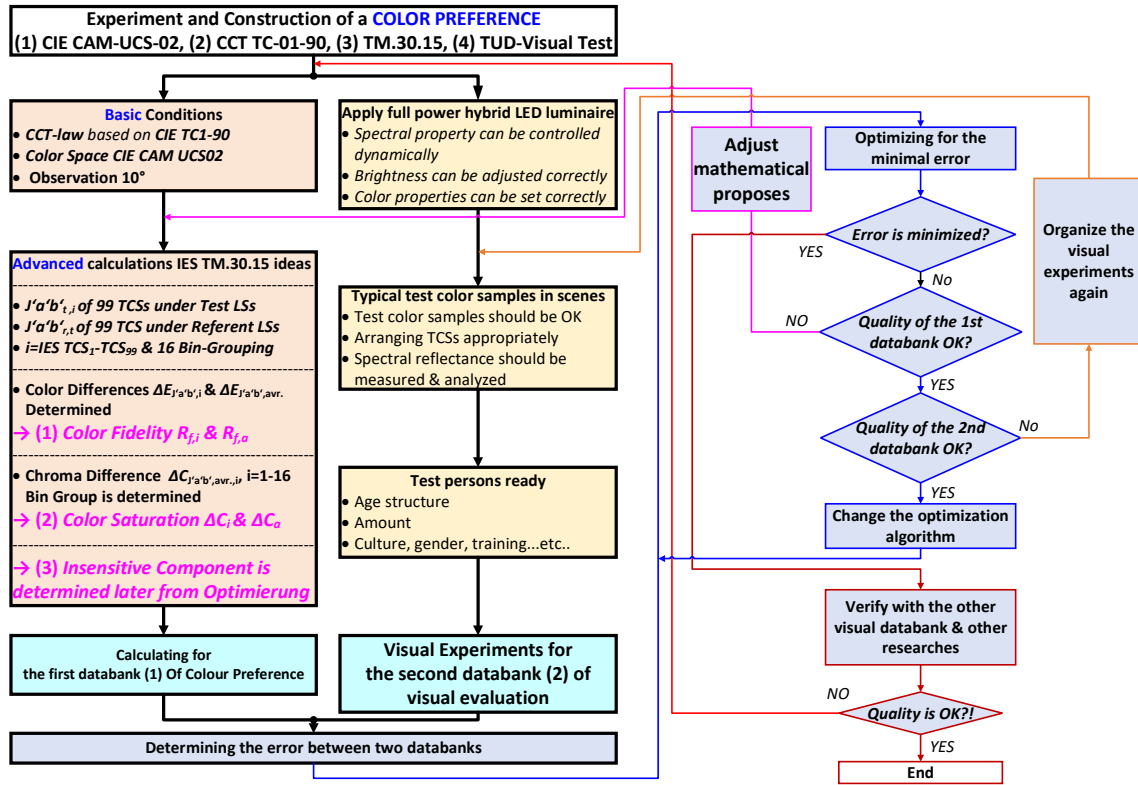 Experiment and Construction of a COLOR PREFERENCE
(1) CIE CAM-UCS-02, (2) CCT TC-01-90, (3) TM.30.15, (4) TUD-Visual Test
Basic Conditions
• CCT-law based on CIE TC1-90
• Color Space CIE CAM UCS02
• Observation 10°
Advanced calculations IES TM.30.15 ideas
• J‘a‘b‘t,i of 99 TCSs under Test LSs
• J‘a‘b‘r,t of 99 TCS under Referent LSs
• i=IES TCS1-TCS99 & 16 Bin-Grouping
• Color Differences ΔEJ‘a‘b‘,i & ΔEJ‘a‘b‘,avr.
Determined
→ (1) Color Fidelity Rf,i & Rf,a
• Chroma Difference ΔCJ‘a‘b‘,avr.,i, i=1-16
Bin Group is determined
→ (2) Color Saturation ΔCi & ΔCa
→ (3) Insensitive Component is
determined later from Optimierung
Calculating for
the first databank (1) Of Colour Preference
Apply full power hybrid LED luminaire
• Spectral property can be controlled
dynamically
• Brightness can be adjusted correctly
• Color properties can be set correctly
Typical test color samples in scenes
• Test color samples should be OK
• Arranging TCSs appropriately
• Spectral reflectance should be
measured & analyzed
Test persons ready
• Age structure
• Amount
• Culture, gender, training...etc..
Visual Experiments for
the second databank (2) of
visual evaluation
Determining the error between two databanks
Adjust
mathematical
proposes
Optimizing for the
minimal error
Error is minimized?
YES
No
Quality of the 1st
databank OK?
NO
YES
Quality of the 2nd
databank OK?
No
YES
Organize the
visual
experiments
again
Change the optimization
algorithm
Verify with the other
visual databank & other
researches
NO
Quality is OK?!
YES
End